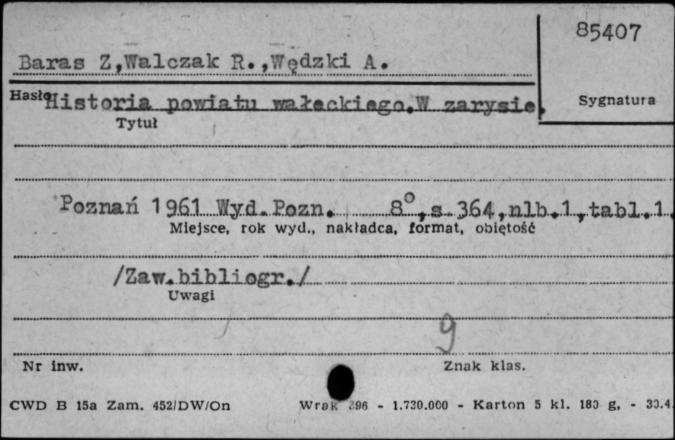 85407
Baras Z,Walczak R.,Wędzki A.
Hasło
Sygnatura
Historia powiatu wałeckiego.W zarysie.
Tytuł
Poznań 1961 Wyd.Pozn. 8°,s.364,nlb.1,tabl.1.
Miejsce, rok wyd., nakładca, format, objętość
/Zaw.bibliogr./
Uwagi
9
Nr inw.
Znak klas.
CWD B 15a Zam. 452/DW/On - 1.730.000 - Karton 5 kl. 180 g, - 30.4